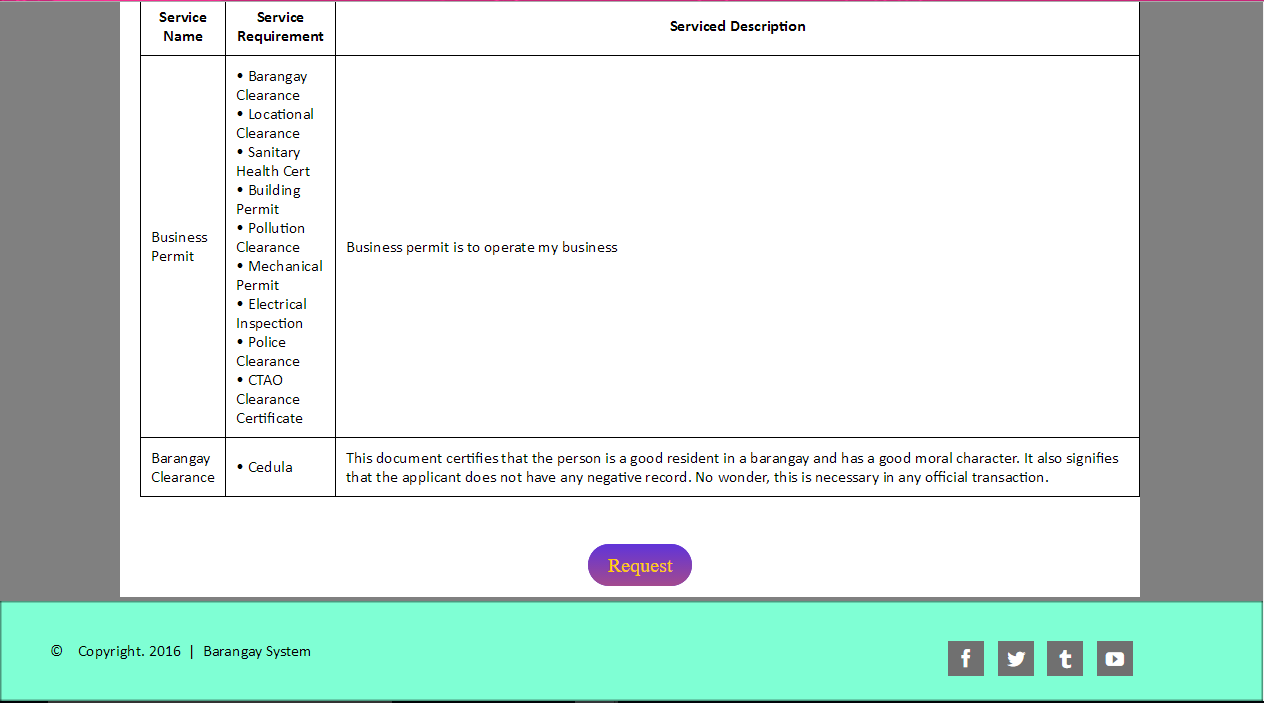 Service Name
Service Requirement
Serviced Description
Business Permit
• Barangay
Clearance
• Locational
Clearance
• Sanitary
Health Cert
• Building
Permit
• Pollution
Clearance
• Mechanical
Permit
• Electrical
Inspection
• Police
Clearance
• CTAO
Clearance
Certificate
Business permit is to operate my business
Barangay
Clearance
• Cedula
This document certifies that the person is a good resident in a barangay and has a good moral character. It also signifies
that the applicant does not have any negative record. No wonder, this is necessary in any official transaction.
Request
© Copyright. 2016 | Barangay System